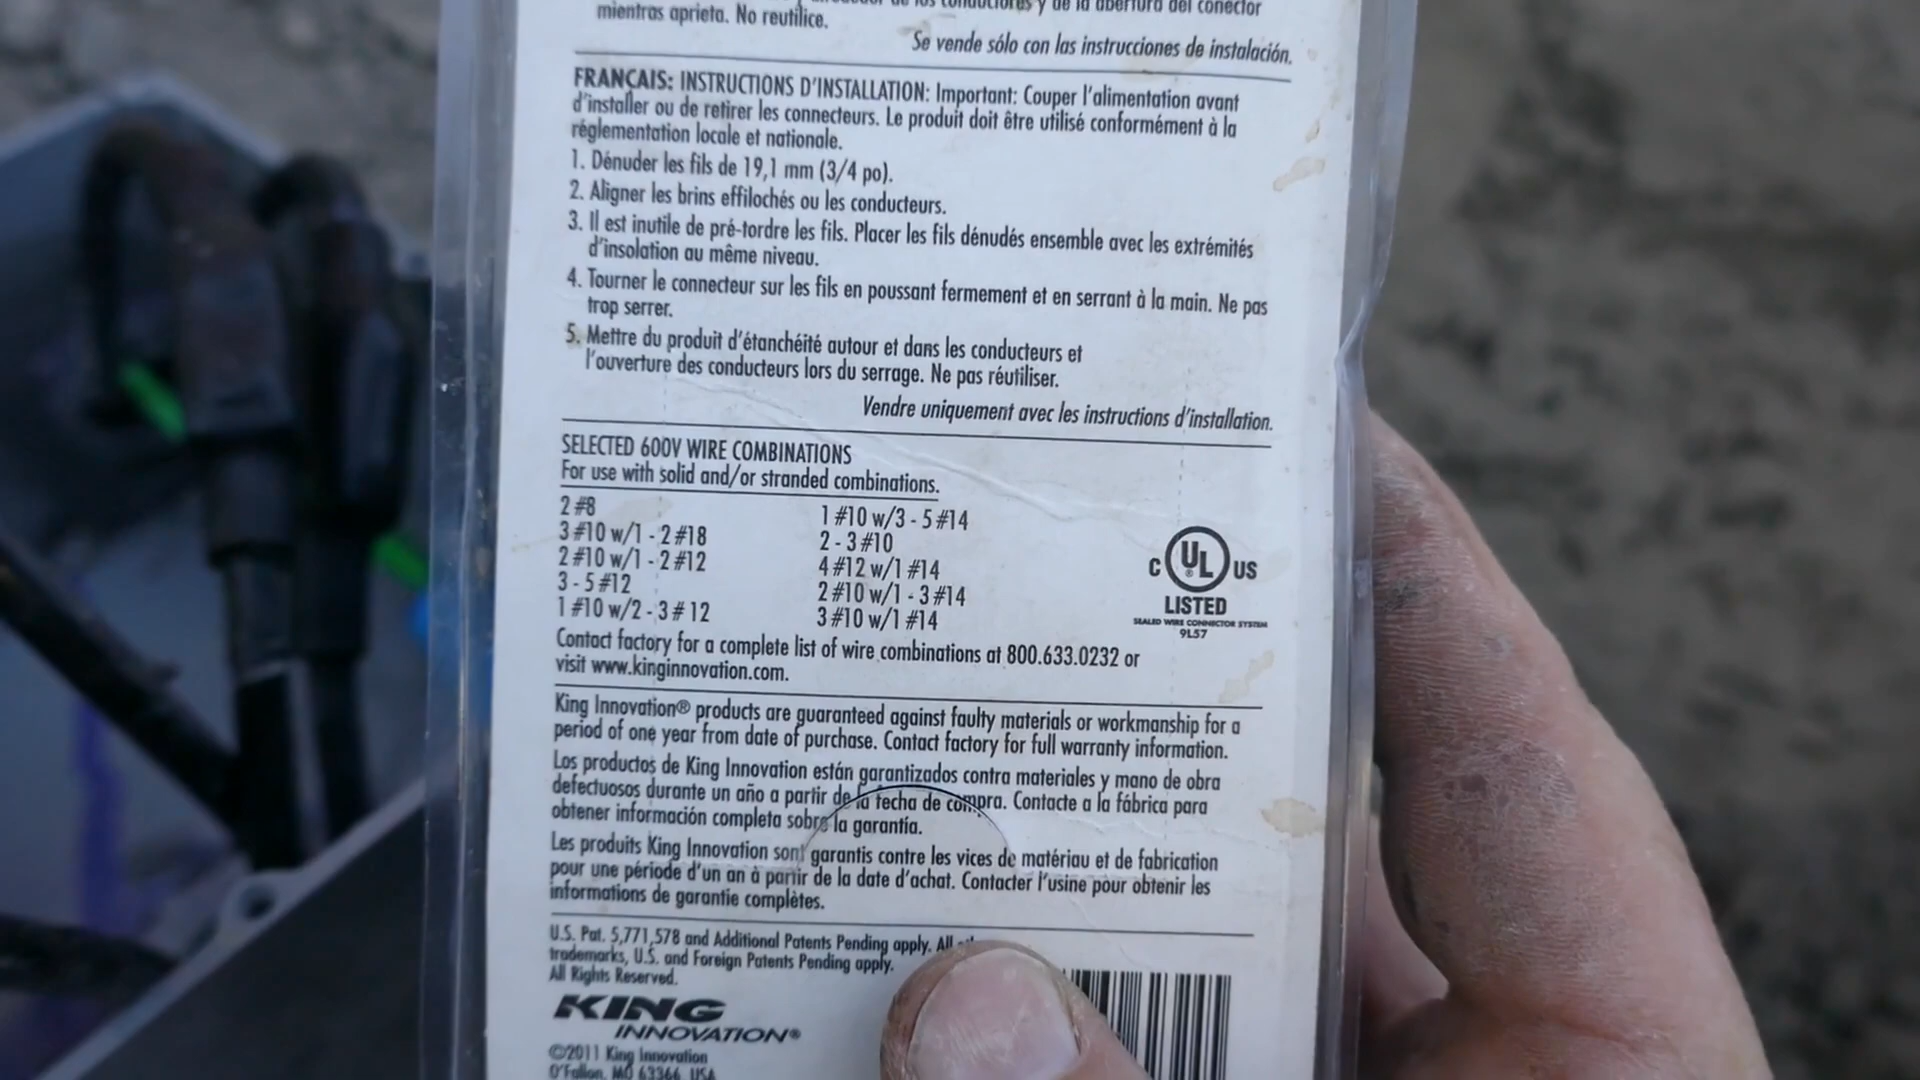 de los conductores y de la abertura del conector
mientras aprieta. No reutilice.
Se vende sólo con las instrucciones de instalación.
FRANÇAIS: INSTRUCTIONS D'INSTALLATION: Important: Couper l'alimentation avant
d'installer ou de retirer les connecteurs. Le produit doit être utilisé conformément à la
réglementation locale et nationale.
1. Dénuder les fils de 19,1 mm (3/4 po).
2. Aligner les brins effilochés ou les conducteurs.
3. Il est inutile de pré-tordre les fils. Placer les fils dénudés ensemble avec les extrémités
d'insolation au même niveau.
4. Tourner le connecteur sur les fils en poussant fermement et en serrant à la main. Ne pas
trop serrer.
5. Mettre du produit d'étanchéité autour et dans les conducteurs et
l'ouverture des conducteurs lors du serrage. Ne pas réutiliser.
Vendre uniquement avec les instructions d'installation.
SELECTED 600V WIRE COMBINATIONS
For use with solid and/or stranded combinations.
2 #8
3 #10 w/1 - 2 #18
2 #10 w/1 - 2 #12
3 - 5 #12
1 #10 w/2 - 3 # 12
1 #10 w/3 - 5 #14
2 - 3 #10
4 #12 w/1 #14
2 #10 w/1 - 3 #14
3 #10 w/1 #14
C UL ® US
LISTED
SEALED WIRE CONNECTOR SYSTEM
9L57
Contact factory for a complete list of wire combinations at 800.633.0232 or
visit www.kinginnovation.com.
King Innovation® products are guaranteed against faulty materials or workmanship for a
period of one year from date of purchase. Contact factory for full warranty information.
Los productos de King Innovation están garantizados contra materiales y mano de obra
defectuosos durante un año a partir de la fecha de compra. Contacte a la fábrica para
obtener información completa sobre la garantía.
Les produits King Innovation sont garantis contre les vices de matériau et de fabrication
pour une période d'un an à partir de la date d'achat. Contacter l'usine pour obtenir les
informations de garantie complètes.
U.S. Pat. 5,771,578 and Additional Patents Pending apply. All
trademarks, U.S. and Foreign Patents Pending apply.
All Rights Reserved.
KING
INNOVATION®
©2011 King Innovation
O'Fallon, MO 63366 USA